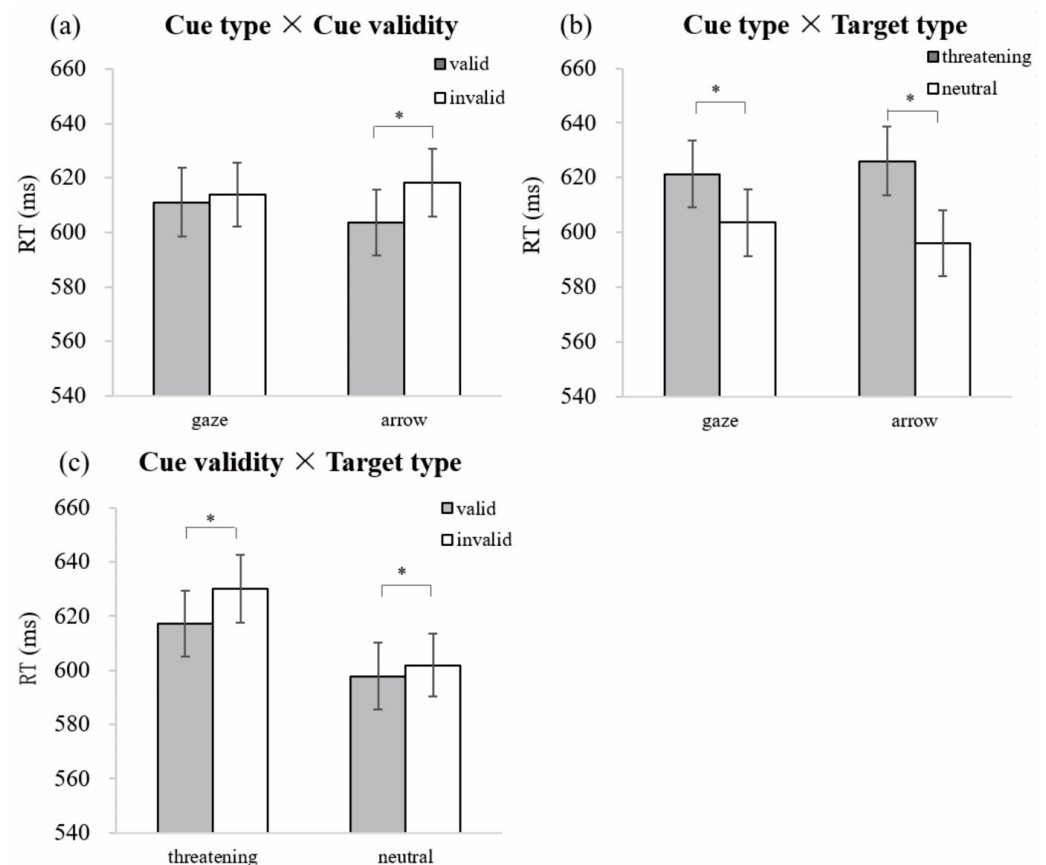 (a) Cue type × Cue validity
660
640
620
600
580
560
540
RT (ms)
valid
invalid
*
gaze
arrow
(b) Cue type × Target type
660
640
620
600
580
560
540
RT (ms)
threatening
neutral
*
*
gaze
arrow
(c) Cue validity × Target type
660
640
620
600
580
560
540
RT (ms)
valid
invalid
*
*
threatening
neutral